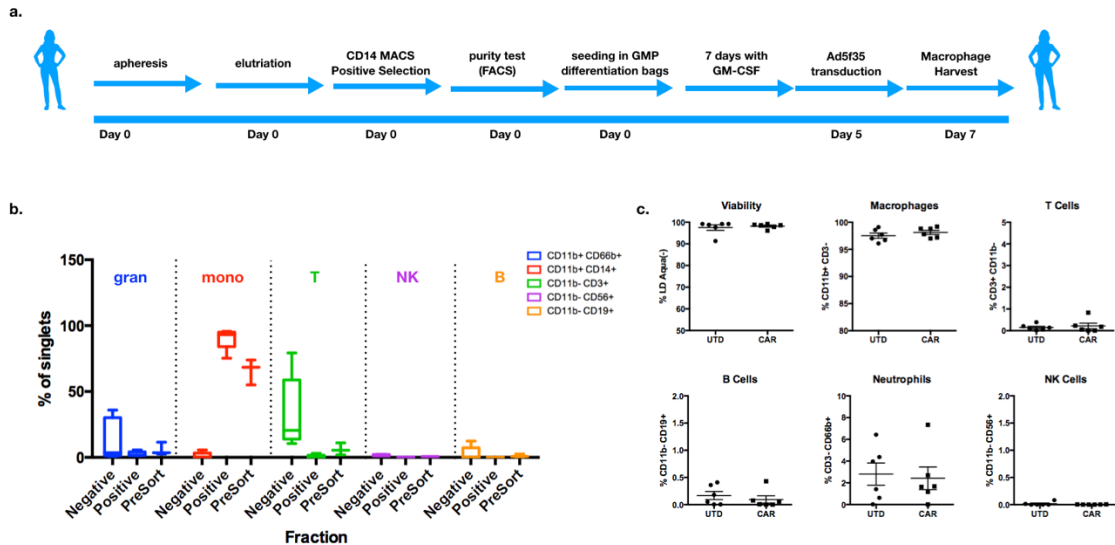 a.
apheresis
elutriation
CD14 MACS
Positive Selection
purity test
(FACS)
seeding in GMP
differentiation bags
7 days with
GM-CSF
Ad5f35
transduction
Macrophage
Harvest
Day 0
Day 0
Day 0
Day 0
Day 0
Day 5
Day 7
b.
150
100
50
0
% of singlets
gran
mono
T
NK
B
CD11b+ CD66b+
CD11b+ CD14+
CD11b- CD3+
CD11b- CD56+
CD11b- CD19+
Negative
Positive
PreSort
Negative
Positive
PreSort
Negative
Positive
PreSort
Negative
Positive
PreSort
Negative
Positive
PreSort
Fraction
c.
Viability
% LD Aqua(-)
100
90
80
70
60
50
UTD
CAR
Macrophages
% CD11b+ CD3-
100
95
90
85
80
UTD
CAR
T Cells
% CD3+ CD11b-
5
4
3
2
1
0
UTD
CAR
B Cells
% CD11b- CD19+
2.0
1.5
1.0
0.5
0.0
UTD
CAR
Neutrophils
% CD3- CD66b+
10
8
6
4
2
0
UTD
CAR
NK Cells
% CD11b- CD56+
2.0
1.5
1.0
0.5
0.0
UTD
CAR